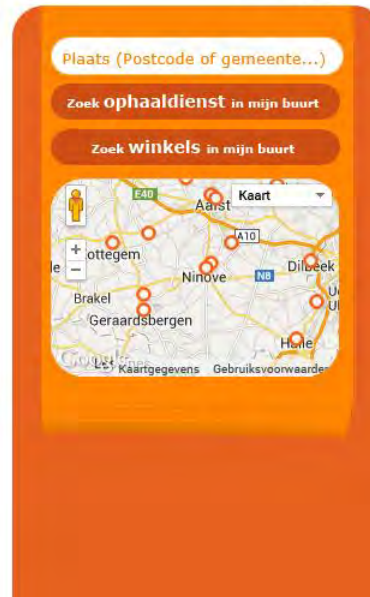 Plaats (Postcode of gemeente...)
Zoek ophaaldienst in mijn buurt
Zoek winkels in mijn buurt
E40
Kaart
Aalst
A10
ottegem
Dilbeek
Ninove
N8
Brakel
Geraardsbergen
Halle
Google
Kaartgegevens Gebruiksvoorwaarden